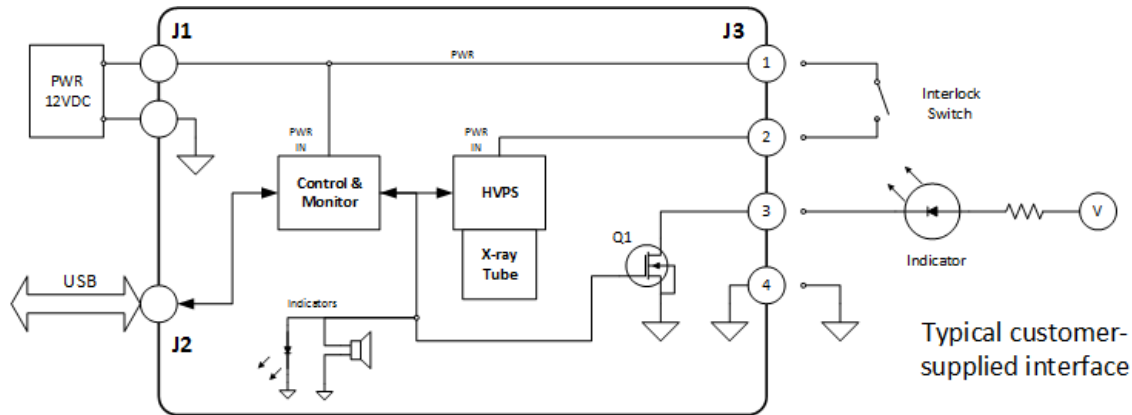 J1
J3
PWR
12VDC
PWR
1
Interlock
Switch
PWR
IN
PWR
IN
2
Control &
Monitor
HVPS
X-ray
Tube
3
V
Indicator
Q1
4
USB
Indicators
J2
Typical customer-
supplied interface